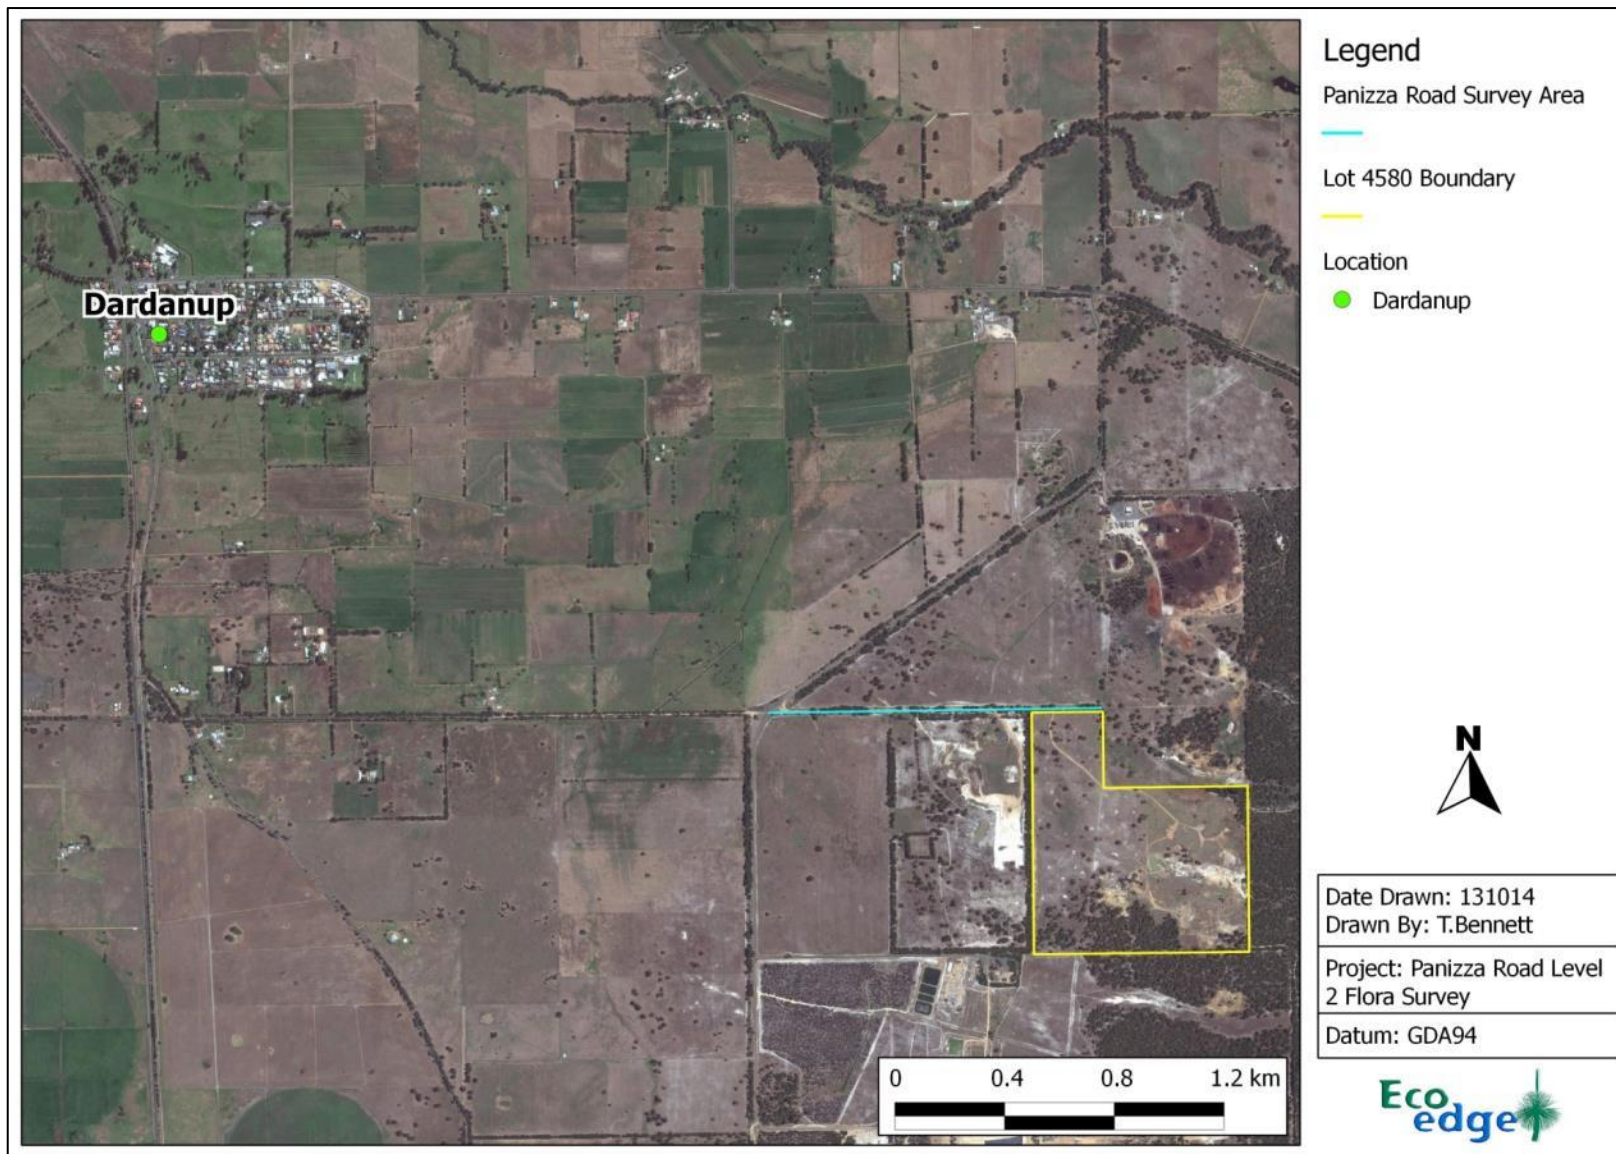 Dardanup
Legend
Panizza Road Survey Area
Lot 4580 Boundary
Location
Dardanup
N
Date Drawn: 131014
Drawn By: T.Bennett
Project: Panizza Road Level
2 Flora Survey
Datum: GDA94
0 0.4 0.8 1.2 km
Eco
edge